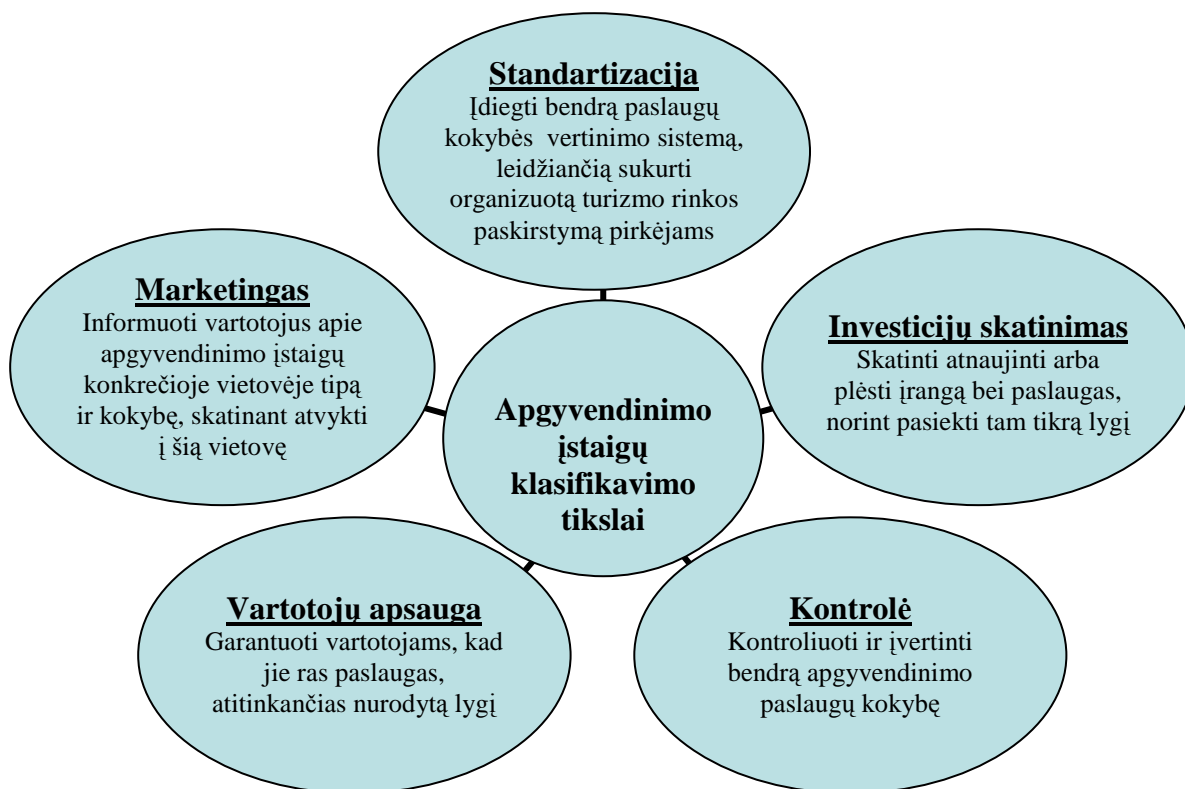 Standartizacija
Įdiegti bendrą paslaugų
kokybės vertinimo sistemą,
leidžiančią sukurti
organizuotą turizmo rinkos
paskirstymą pirkėjams
Marketingas
Informuoti vartotojus apie
apgyvendinimo įstaigų
konkrečioje vietovėje tipą
ir kokybę, skatinant atvykti
į šią vietovę
Investicijų skatinimas
Skatinti atnaujinti arba
plėsti įrangą bei paslaugas,
norint pasiekti tam tikrą lygį
Apgyvendinimo
įstaigų
klasifikavimo
tikslai
Vartotojų apsauga
Garantuoti vartotojams, kad
jie ras paslaugas,
atitinkančias nurodytą lygį
Kontrolė
Kontroliuoti ir įvertinti
bendrą apgyvendinimo
paslaugų kokybę